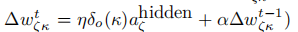 Δw^t_{ζκ} = ηδ_o(κ)a^{hidden}_ζ + αΔw^{t−1}_{ζκ})